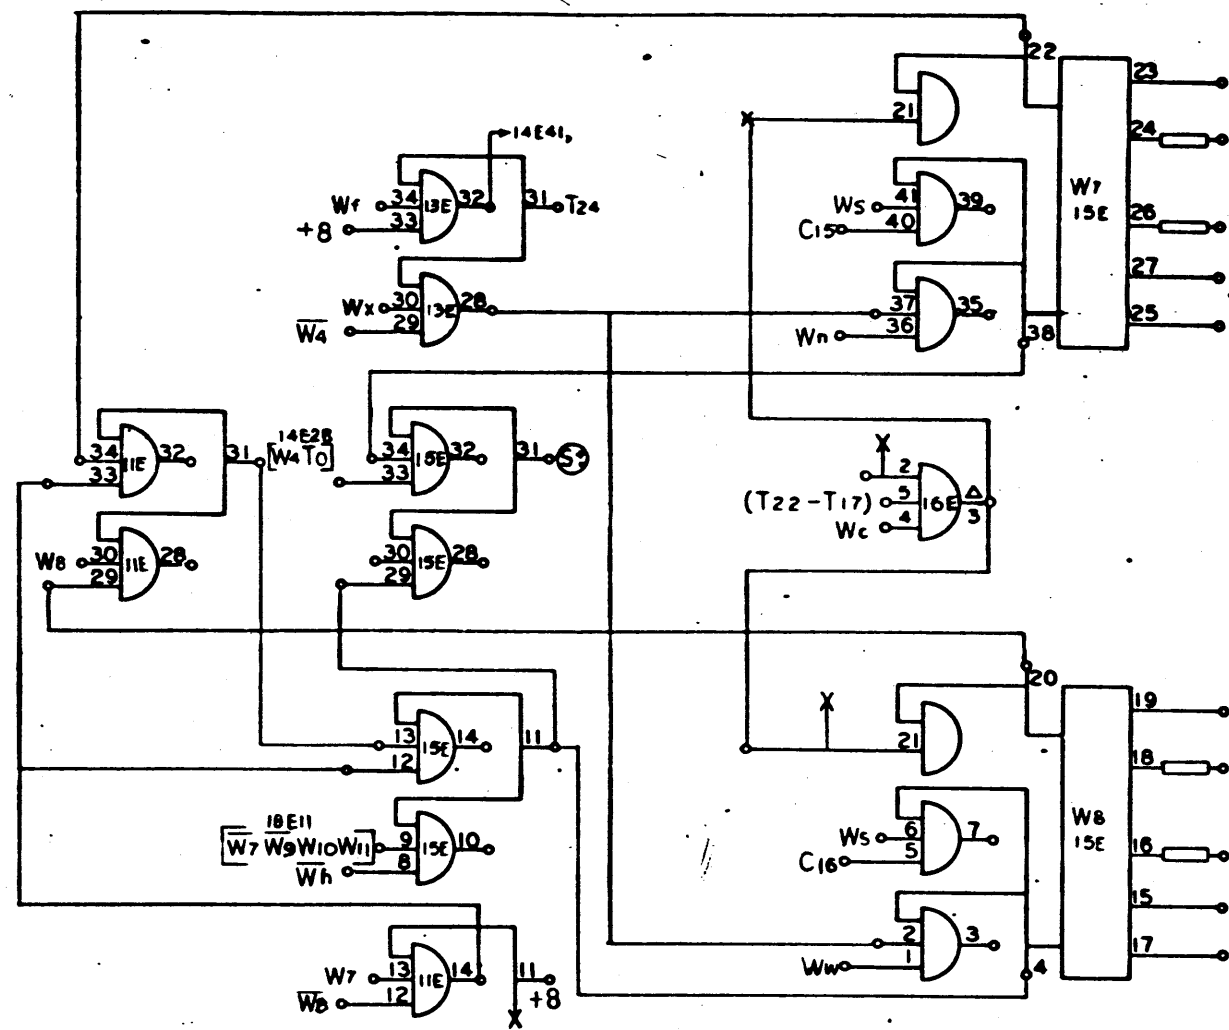 22
23
21
24
14E41,
Wf 34 13E 32 31 T24
+8 33
Ws 41 39
C15 40
W7
15E
26
27
Wx 30 13E 28
W̅4 29
37 35
Wn 36
25
38
34 11E 32 31
33
14E28
[W4 T0]
34 15E 32 31 S
33
2
(T22-T17) 5 16E Δ
3
Wc 4
W8 30 11E 28
29
30 15E 28
29
20
19
21
18
13 15E 14 11
12
W8
15E
18E11
[W̅7 W̅9 W10 W11] 9 15E 10
W̅h 8
Ws 6 7
C16 5
16
15
2 3
Ww 1
17
4
W7 13 11E 14 11
W̅8 12 +8